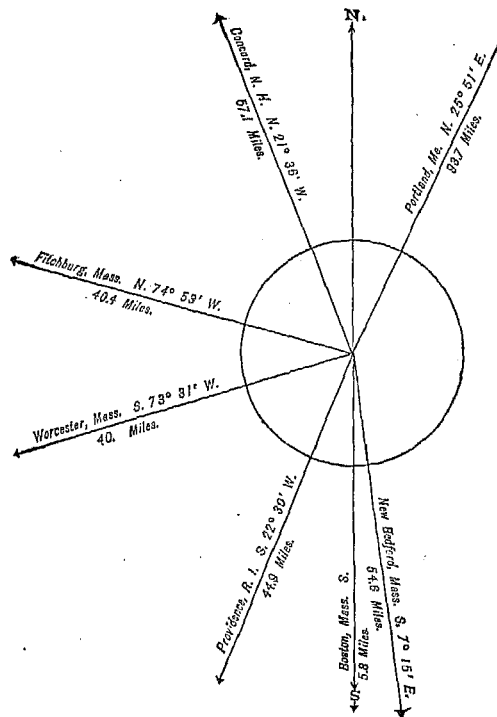 N.
Concord, N. H. N. 21° 36' W.
57.1 Miles.
Portland, Me. N. 25° 51' E.
93.7 Miles.
Fitchburg, Mass. N. 74° 59' W.
40.4 Miles.
Worcester, Mass. S. 73° 31' W.
40. Miles.
Providence, R. I. S. 22° 30' W.
44.9 Miles.
Boston, Mass. S.
5.8 Miles.
New Bedford, Mass. S. 7° 15' E.
54.6 Miles.
S